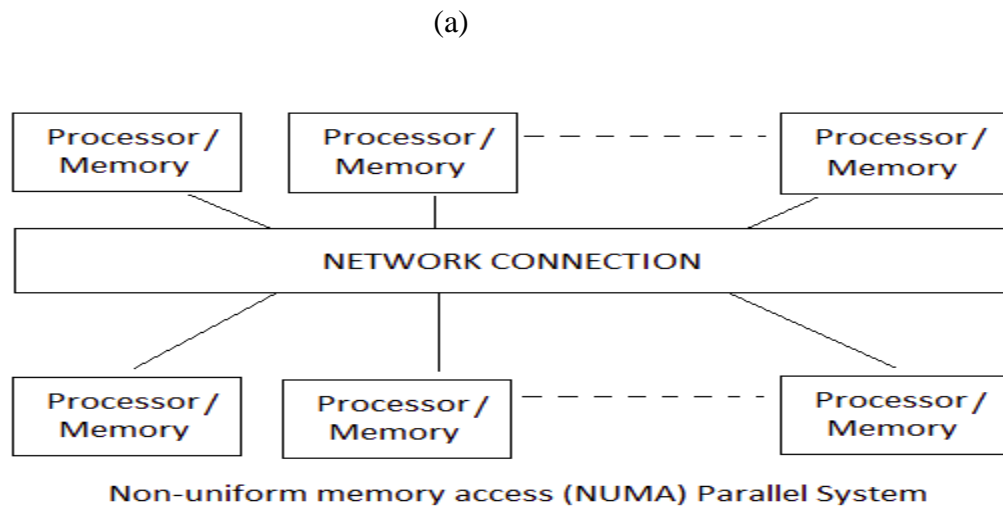 (a)
Processor / Memory
Processor / Memory
Processor / Memory
NETWORK CONNECTION
Processor / Memory
Processor / Memory
Processor / Memory
Non-uniform memory access (NUMA) Parallel System